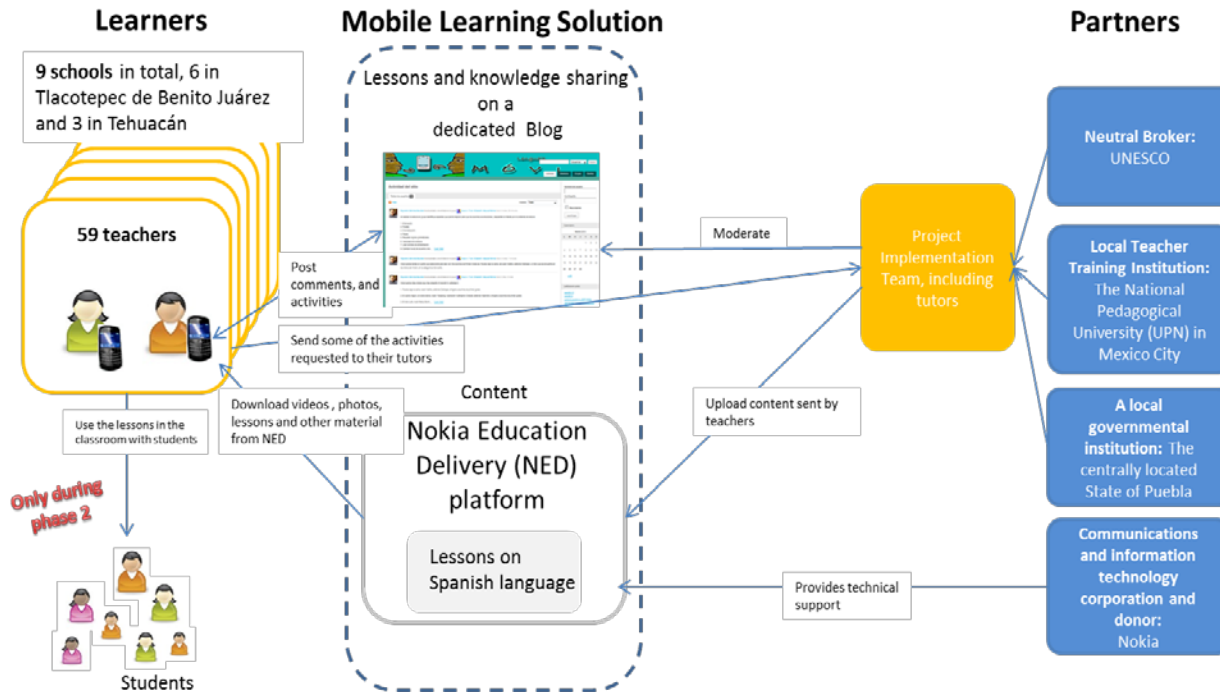 Learners
Mobile Learning Solution
Partners
9 schools in total, 6 in
Tlacotepec de Benito Juárez
and 3 in Tehuacán
59 teachers
Use the lessons in the
classroom with students
Only during
phase 2
Students
Lessons and knowledge sharing
on a
dedicated Blog
Post
comments, and
activities
Send some of the activities
requested to their tutors
Download videos , photos,
lessons and other material
from NED
Content
Nokia Education
Delivery (NED)
platform
Lessons on
Spanish language
Moderate
Upload content sent by
teachers
Provides technical
support
Project
Implementation
Team, including
tutors
Neutral Broker:
UNESCO
Local Teacher
Training Institution:
The National
Pedagogical
University (UPN) in
Mexico City
A local
governmental
institution: The
centrally located
State of Puebla
Communications
and information
technology
corporation and
donor:
Nokia